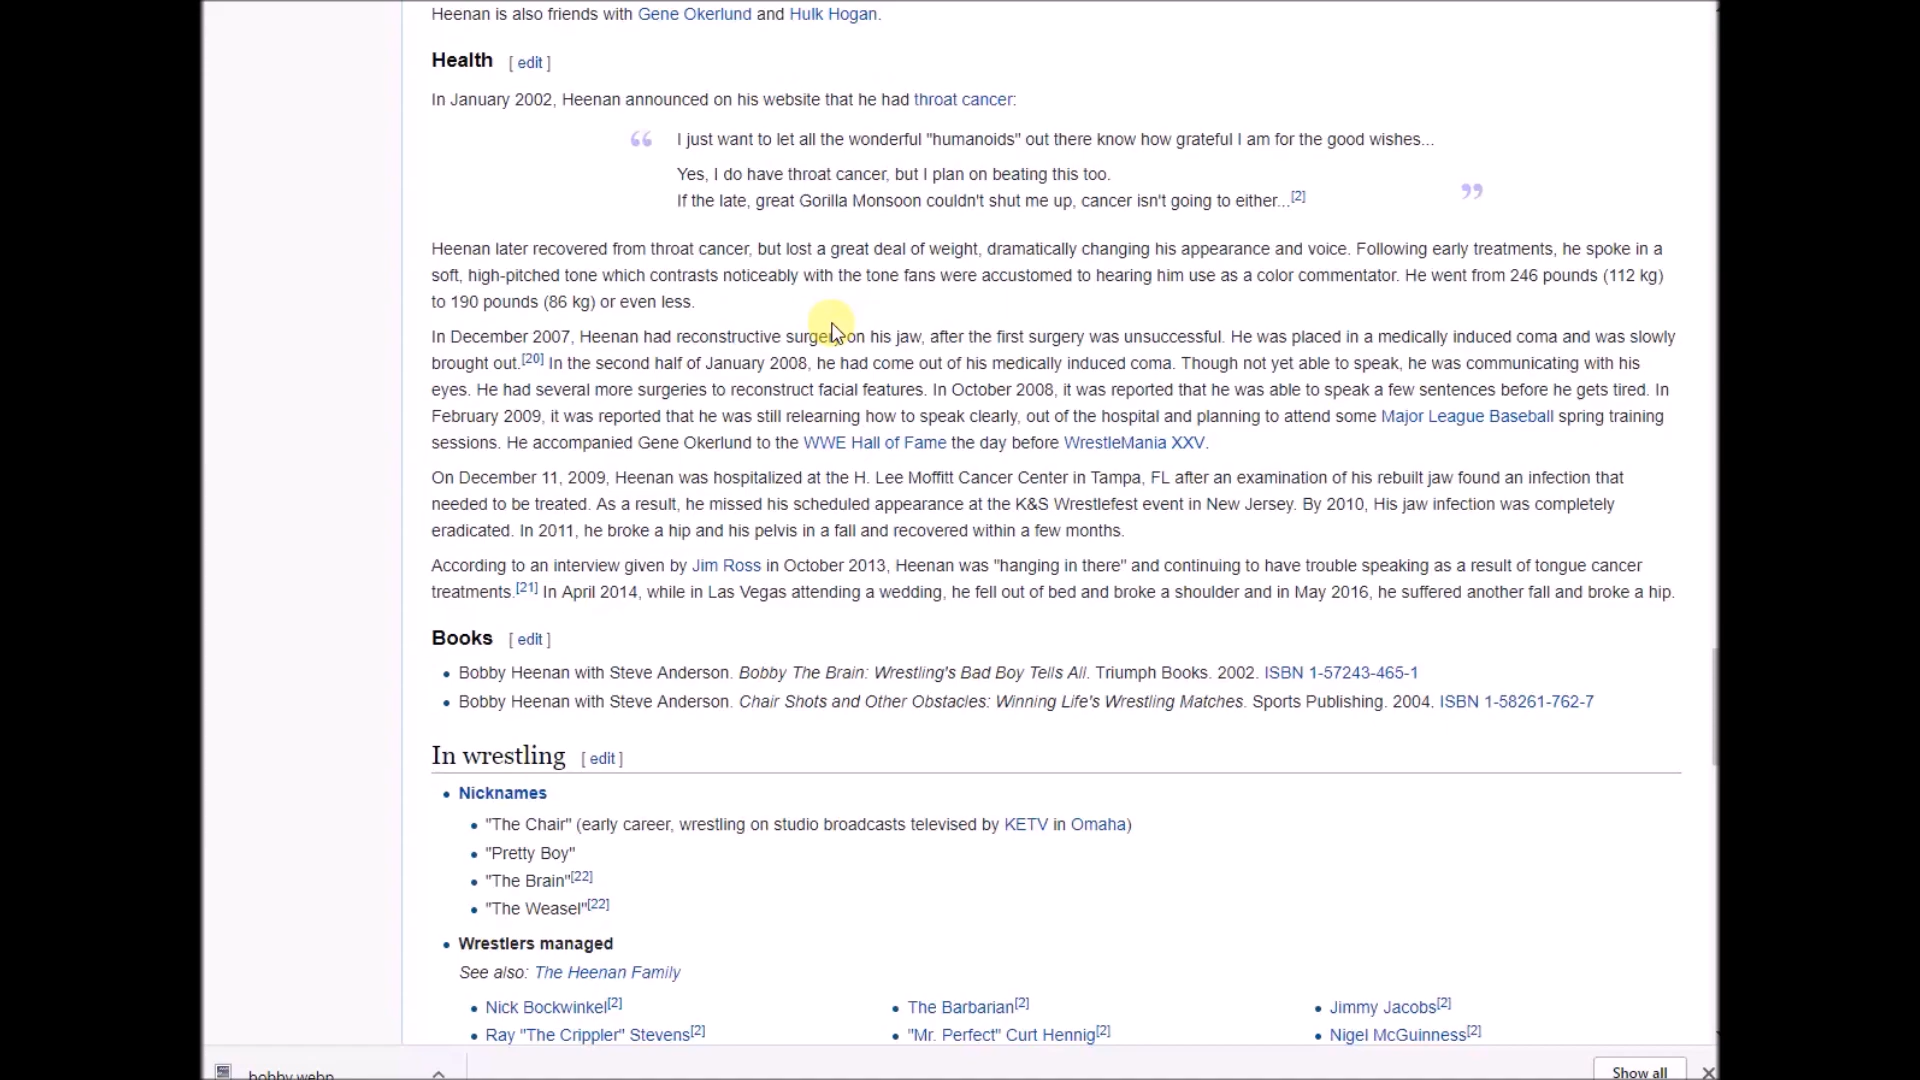 Heenan is also friends with Gene Okerlund and Hulk Hogan.
Health [ edit ]
In January 2002, Heenan announced on his website that he had throat cancer:
“ I just want to let all the wonderful "humanoids" out there know how grateful I am for the good wishes...
Yes, I do have throat cancer, but I plan on beating this too.
If the late, great Gorilla Monsoon couldn't shut me up, cancer isn't going to either...[2] ”
Heenan later recovered from throat cancer, but lost a great deal of weight, dramatically changing his appearance and voice. Following early treatments, he spoke in a
soft, high-pitched tone which contrasts noticeably with the tone fans were accustomed to hearing him use as a color commentator. He went from 246 pounds (112 kg)
to 190 pounds (86 kg) or even less.
In December 2007, Heenan had reconstructive surgery on his jaw, after the first surgery was unsuccessful. He was placed in a medically induced coma and was slowly
brought out.[20] In the second half of January 2008, he had come out of his medically induced coma. Though not yet able to speak, he was communicating with his
eyes. He had several more surgeries to reconstruct facial features. In October 2008, it was reported that he was able to speak a few sentences before he gets tired. In
February 2009, it was reported that he was still relearning how to speak clearly, out of the hospital and planning to attend some Major League Baseball spring training
sessions. He accompanied Gene Okerlund to the WWE Hall of Fame the day before WrestleMania XXV.
On December 11, 2009, Heenan was hospitalized at the H. Lee Moffitt Cancer Center in Tampa, FL after an examination of his rebuilt jaw found an infection that
needed to be treated. As a result, he missed his scheduled appearance at the K&S Wrestlefest event in New Jersey. By 2010, His jaw infection was completely
eradicated. In 2011, he broke a hip and his pelvis in a fall and recovered within a few months.
According to an interview given by Jim Ross in October 2013, Heenan was "hanging in there" and continuing to have trouble speaking as a result of tongue cancer
treatments.[21] In April 2014, while in Las Vegas attending a wedding, he fell out of bed and broke a shoulder and in May 2016, he suffered another fall and broke a hip.
Books [ edit ]
• Bobby Heenan with Steve Anderson. Bobby The Brain: Wrestling's Bad Boy Tells All. Triumph Books. 2002. ISBN 1-57243-465-1
• Bobby Heenan with Steve Anderson. Chair Shots and Other Obstacles: Winning Life's Wrestling Matches. Sports Publishing. 2004. ISBN 1-58261-762-7
In wrestling [ edit ]
• Nicknames
• "The Chair" (early career, wrestling on studio broadcasts televised by KETV in Omaha)
• "Pretty Boy"
• "The Brain"[22]
• "The Weasel"[22]
• Wrestlers managed
See also: The Heenan Family
• Nick Bockwinkel[2] • The Barbarian[2] • Jimmy Jacobs[2]
• Ray "The Crippler" Stevens[2] • "Mr. Perfect" Curt Hennig[2] • Nigel McGuinness[2]
bobby.webp Show all